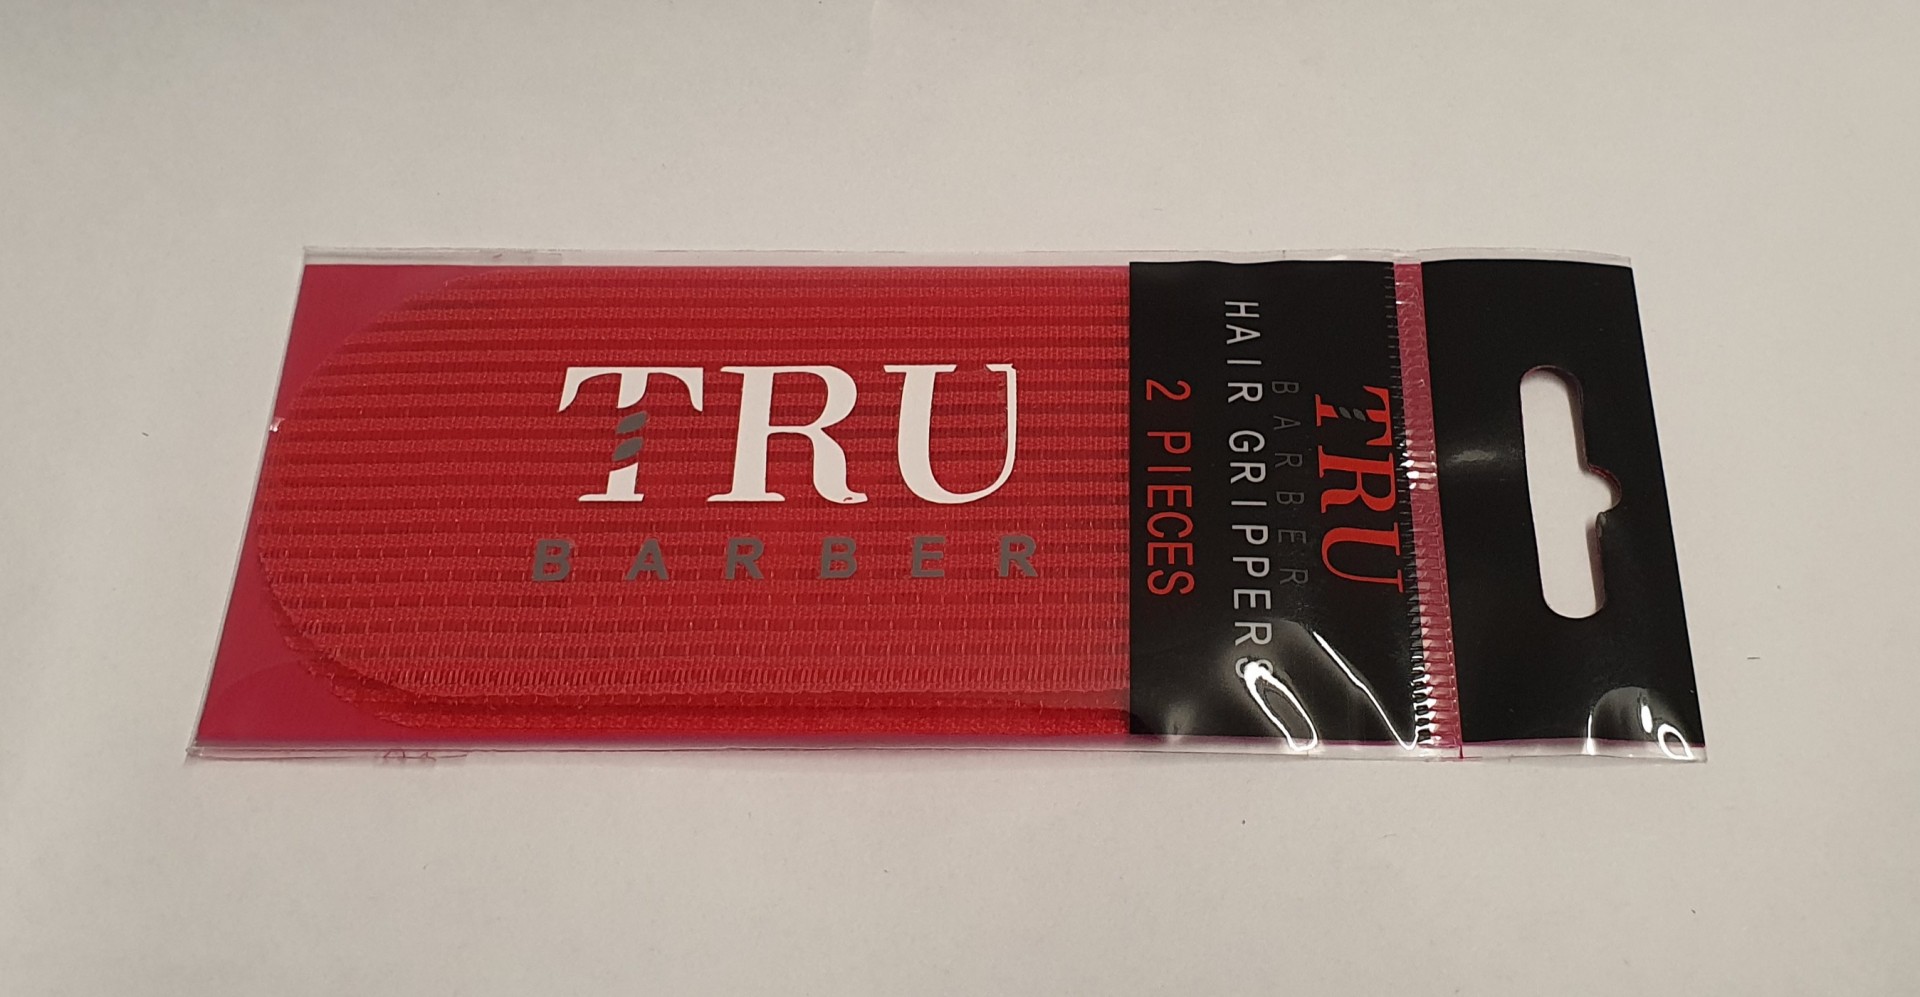 TRU
BARBER
TRU
BARBER
HAIR GRIPPERS
2 PIECES